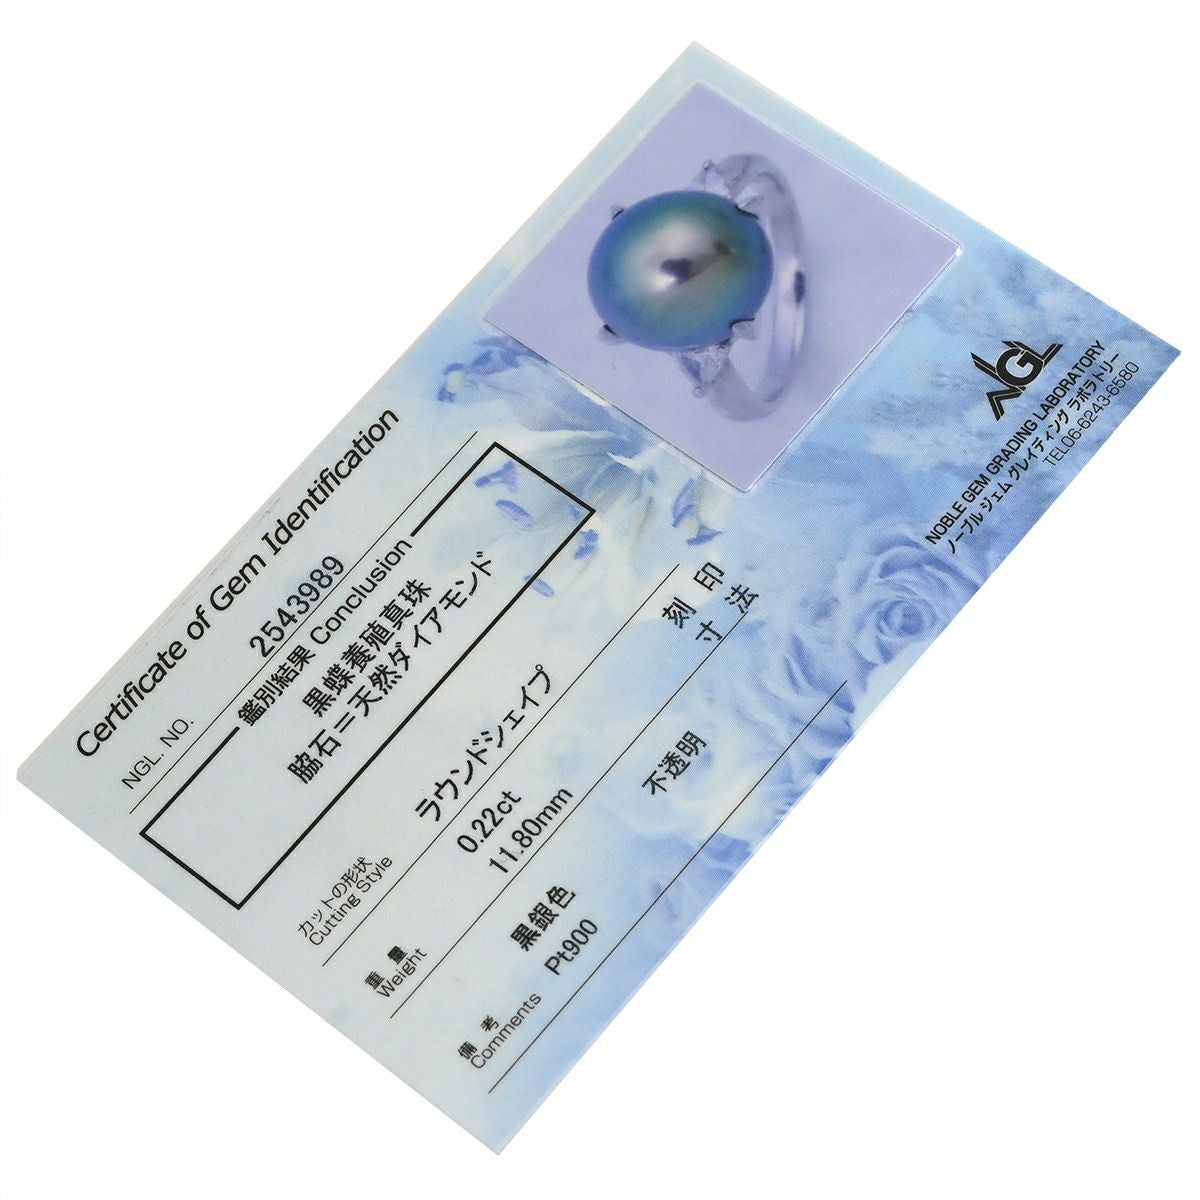 Certificate of Gem Identification
NGL. NO. 2543989
鑑別結果 Conclusion
黒蝶養殖真珠
脇石=天然ダイアモンド
カットの形状 ラウンドシェイプ
Cutting Style
刻印
寸法
重量 0.22ct
Weight 11.80mm
不透明
黒銀色
備考 Pt900
Comments
NGL
NOBLE GEM GRADING LABORATORY
ノーブル ジェム グレイティング ラボラトリー
TEL06-6243-6580